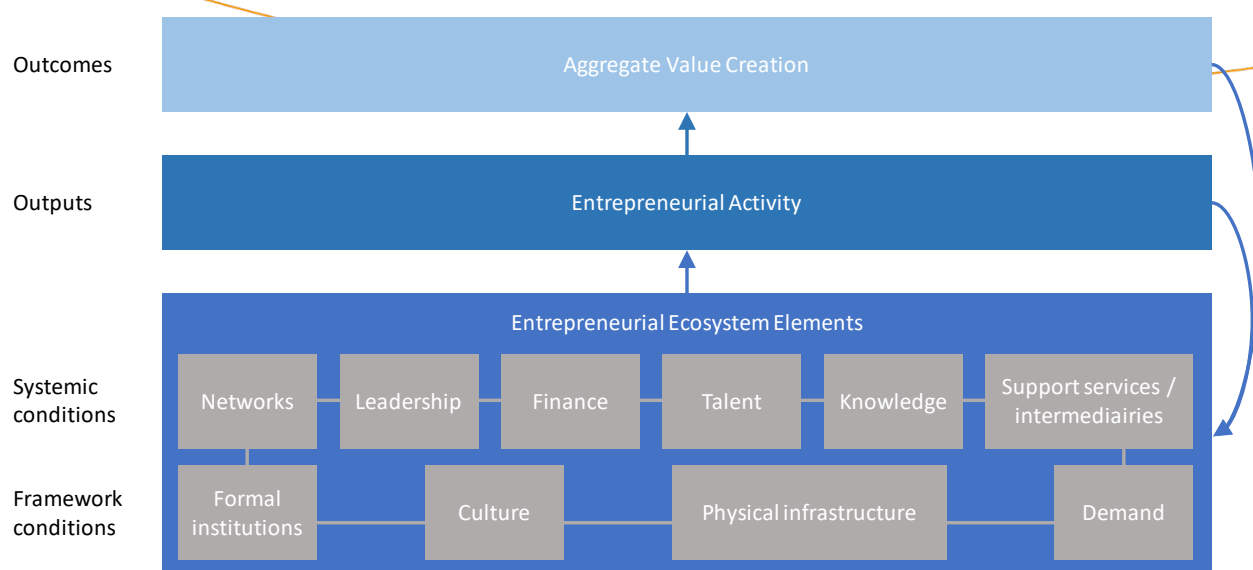 Outcomes
Aggregate Value Creation
Outputs
Entrepreneurial Activity
Entrepreneurial Ecosystem Elements
Systemic
conditions
Networks
Leadership
Finance
Talent
Knowledge
Support services /
intermediairies
Framework
conditions
Formal
institutions
Culture
Physical infrastructure
Demand